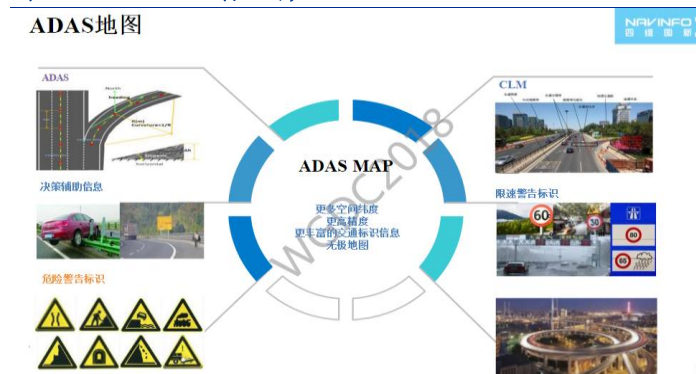 ADAS地图
NAVINFO
四维图新
ADAS
CLM
ADAS MAP
决策辅助信息
限速警告标识
更多空间纬度
更高精度
更丰富的交通标识信息
无极地图
60
30
80
60
危险警告标识
WCDC2018